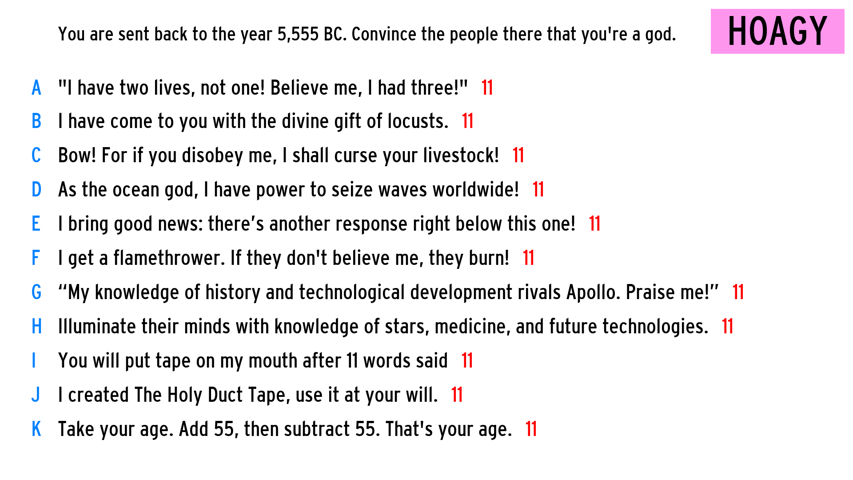 You are sent back to the year 5,555 BC. Convince the people there that you're a god.
HOAGY
A "I have two lives, not one! Believe me, I had three!" 11
B I have come to you with the divine gift of locusts. 11
C Bow! For if you disobey me, I shall curse your livestock! 11
D As the ocean god, I have power to seize waves worldwide! 11
E I bring good news: there’s another response right below this one! 11
F I get a flamethrower. If they don't believe me, they burn! 11
G “My knowledge of history and technological development rivals Apollo. Praise me!” 11
H Illuminate their minds with knowledge of stars, medicine, and future technologies. 11
I You will put tape on my mouth after 11 words said 11
J I created The Holy Duct Tape, use it at your will. 11
K Take your age. Add 55, then subtract 55. That's your age. 11